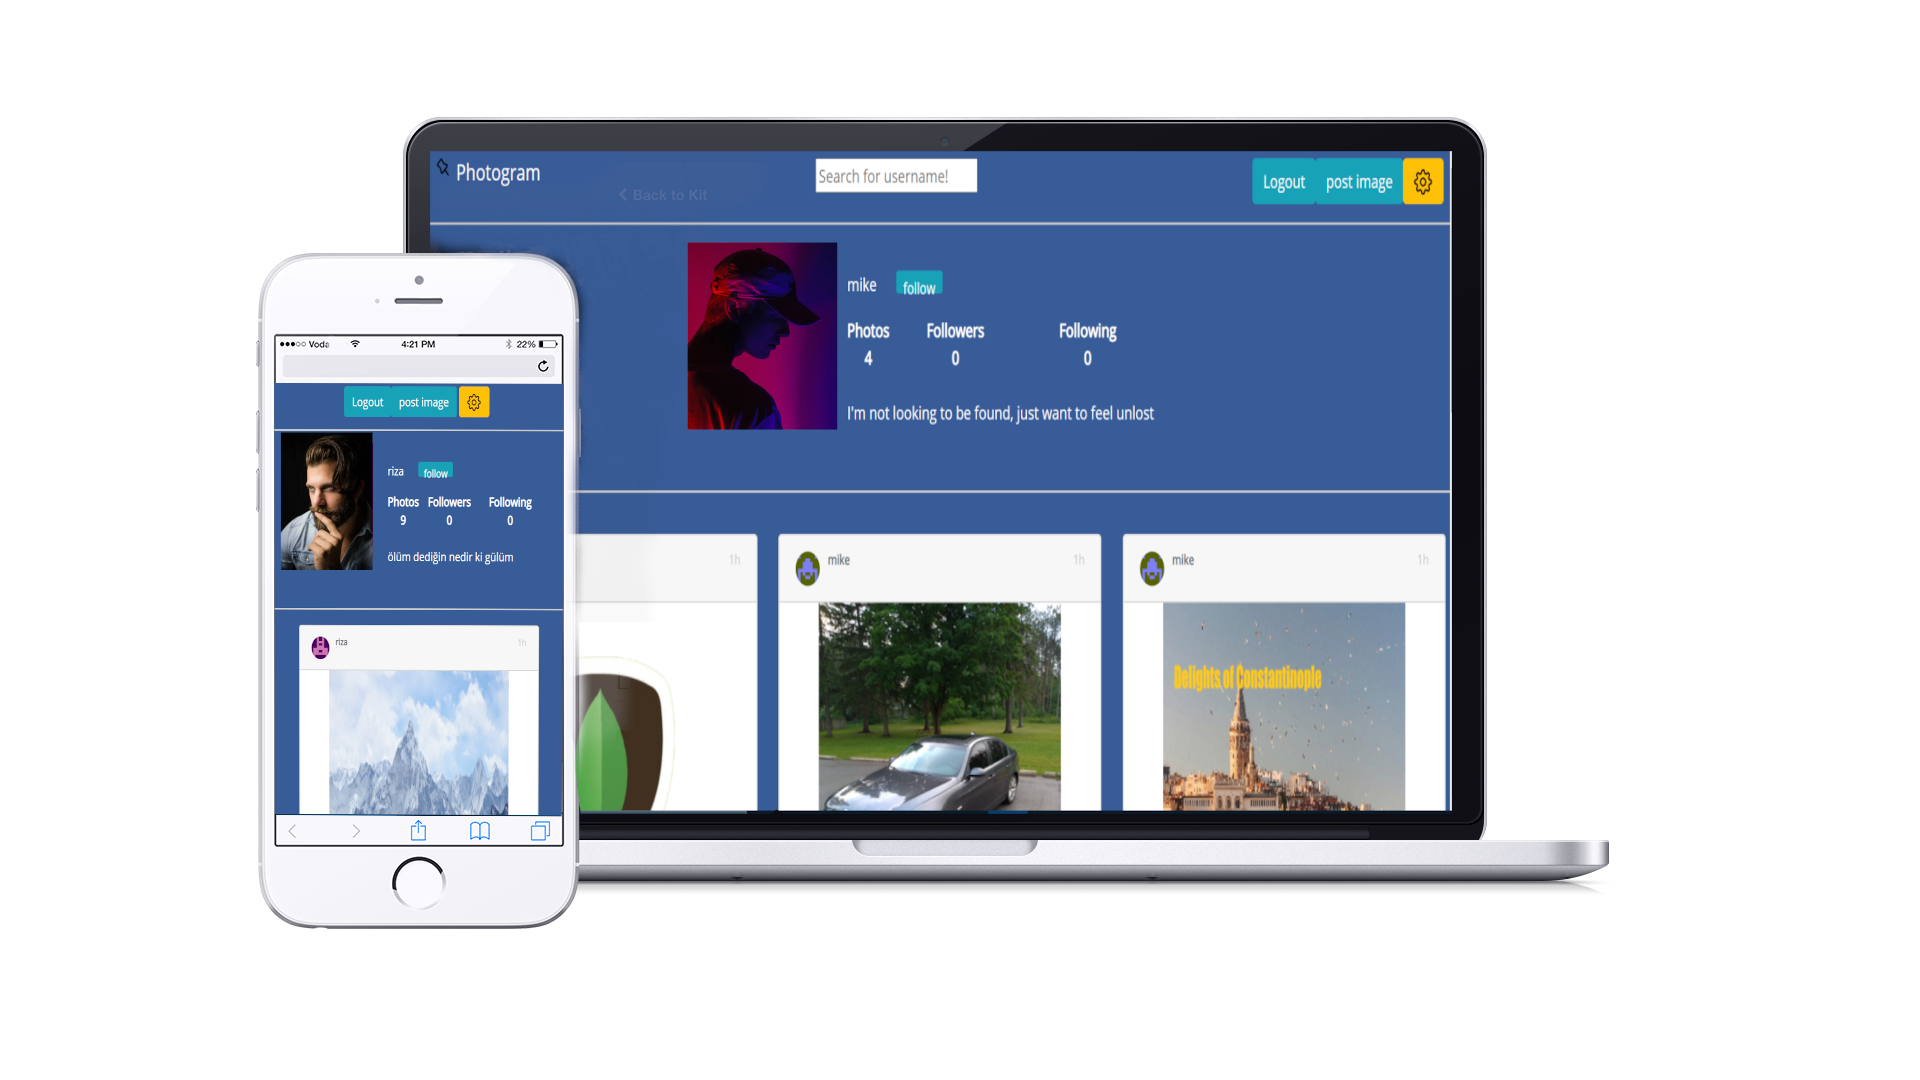 Photogram
Search for username!
Logout
post image
Back to Kit
mike
follow
Photos
Followers
Following
4
0
0
I'm not looking to be found, just want to feel unlost
1h
mike
1h
mike
1h
Delights of Constantinople
Voda
4:21 PM
22%
Logout
post image
riza
follow
Photos
Followers
Following
9
0
0
ölüm dediğin nedir ki gülüm
riza
1h